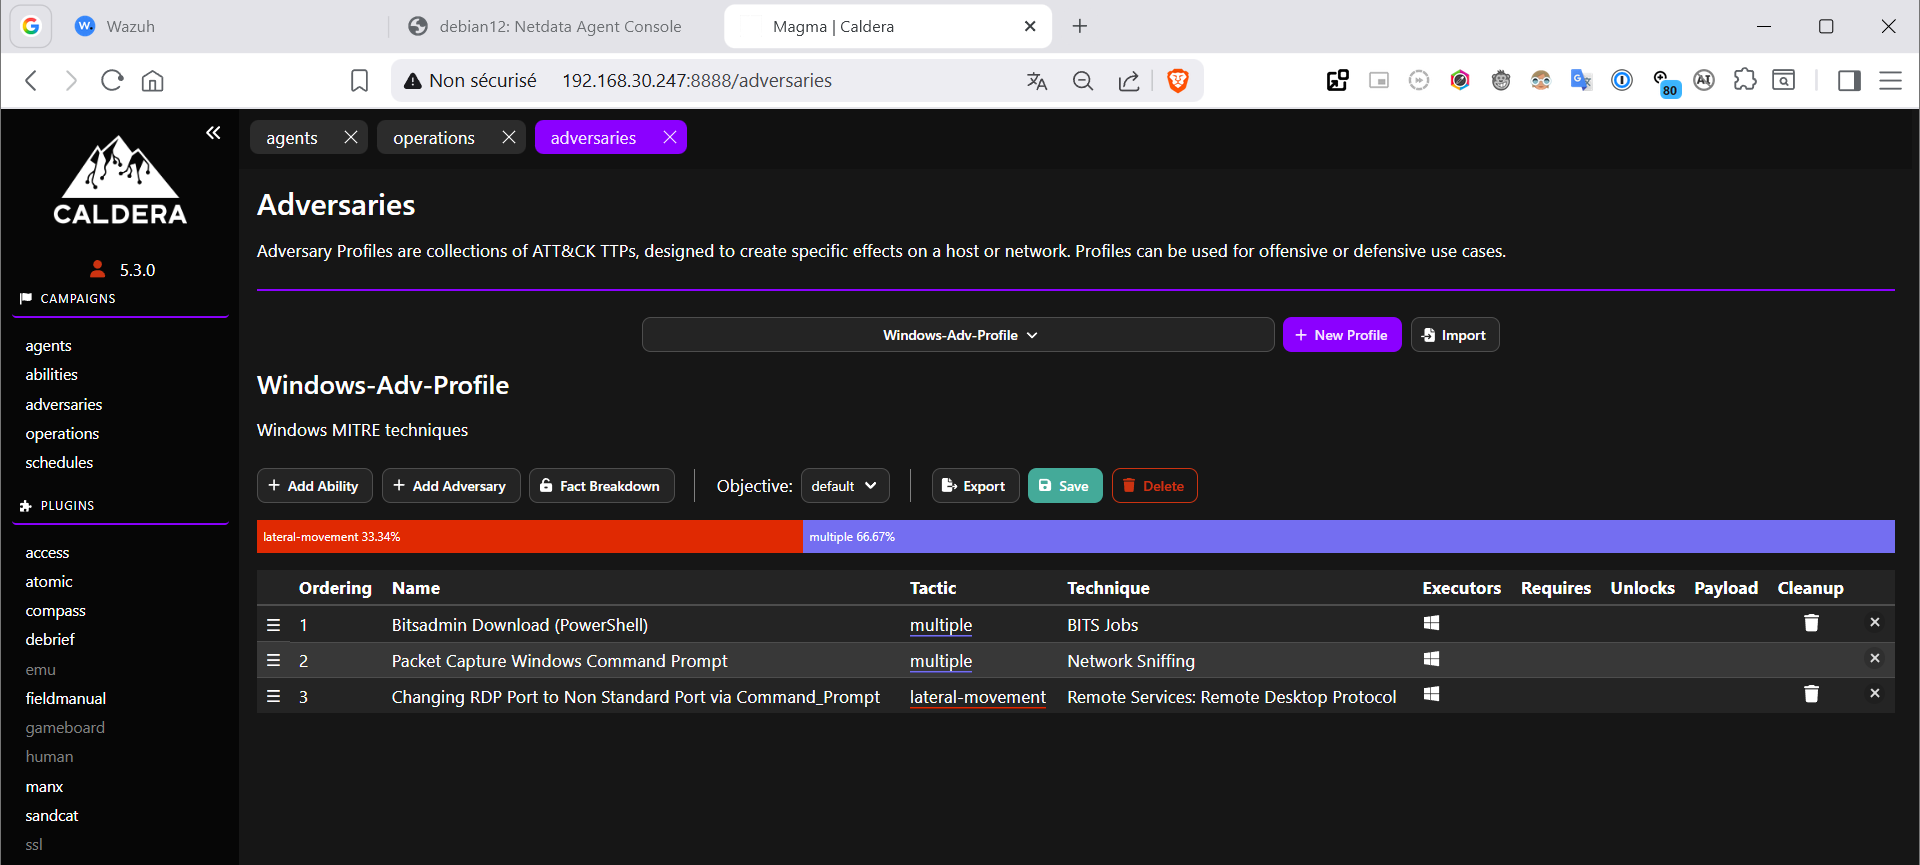 Wazuh
debian12: Netdata Agent Console
Magma | Caldera
Non sécurisé 192.168.30.247:8888/adversaries
80
CALDERA
5.3.0
CAMPAIGNS
agents
abilities
adversaries
operations
schedules
PLUGINS
access
atomic
compass
debrief
emu
fieldmanual
gameboard
human
manx
sandcat
ssl
agents operations adversaries
Adversaries
Adversary Profiles are collections of ATT&CK TTPs, designed to create specific effects on a host or network. Profiles can be used for offensive or defensive use cases.
Windows-Adv-Profile + New Profile Import
Windows-Adv-Profile
Windows MITRE techniques
+ Add Ability + Add Adversary Fact Breakdown Objective: default Export Save Delete
lateral-movement 33.34% multiple 66.67%
Ordering Name Tactic Technique Executors Requires Unlocks Payload Cleanup
1 Bitsadmin Download (PowerShell) multiple BITS Jobs
2 Packet Capture Windows Command Prompt multiple Network Sniffing
3 Changing RDP Port to Non Standard Port via Command_Prompt lateral-movement Remote Services: Remote Desktop Protocol